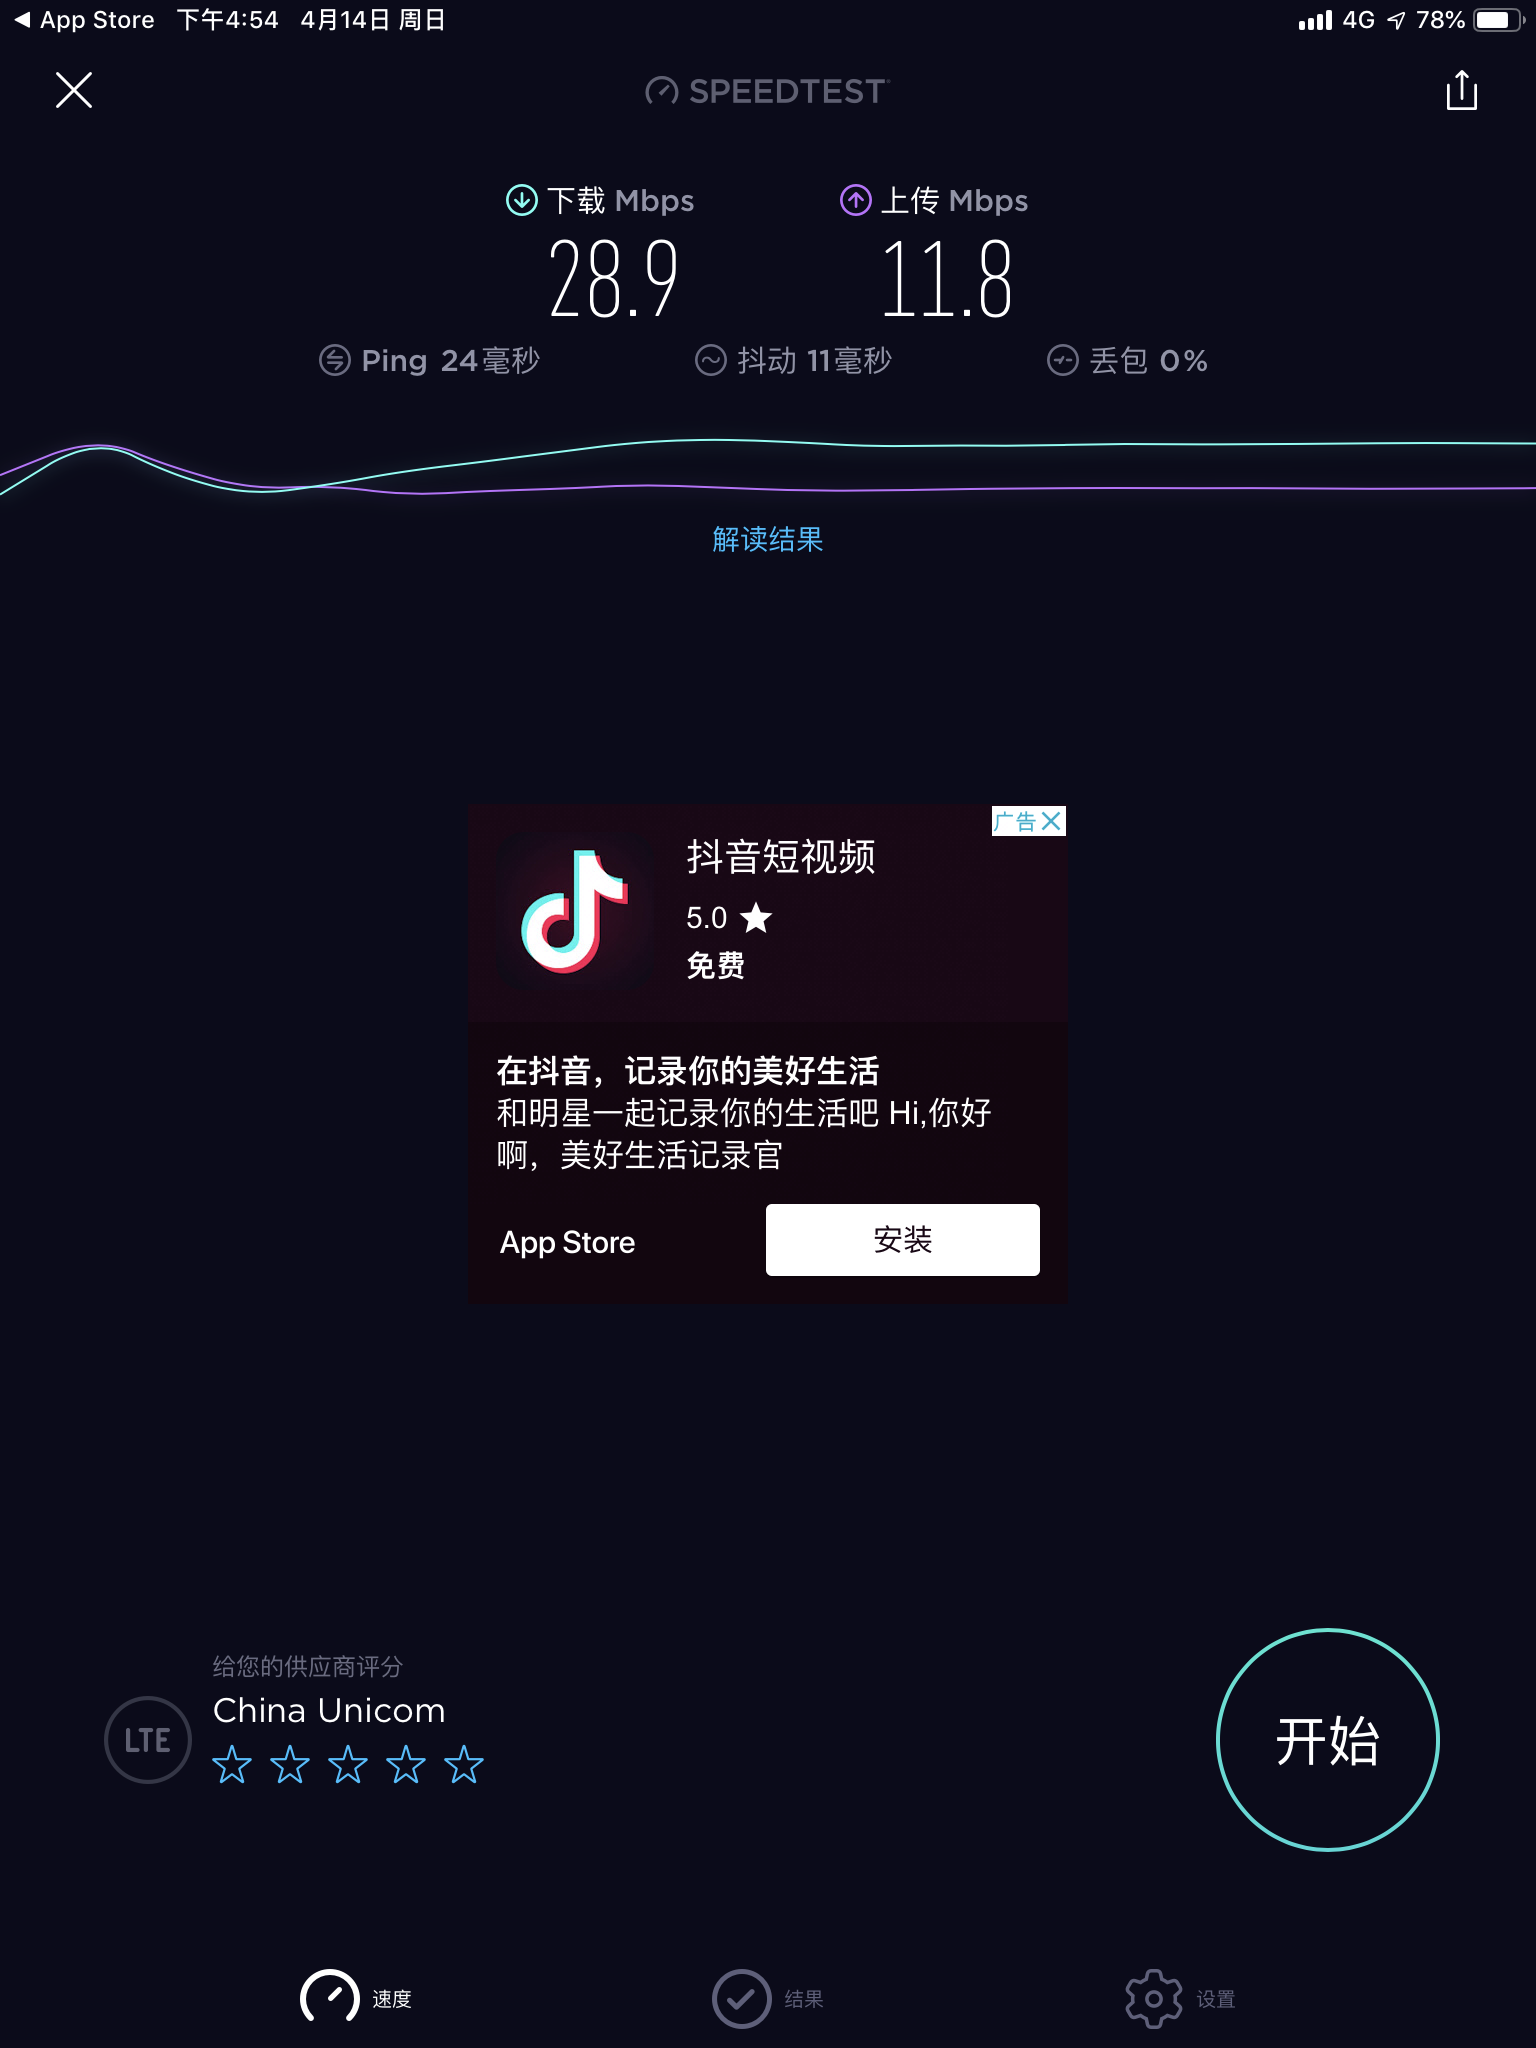 App Store 下午4:54 4月14日 周日 4G 78%
SPEEDTEST
下载 Mbps 上传 Mbps
28.9 11.8
Ping 24毫秒 抖动 11毫秒 丢包 0%
解读结果
广告
抖音短视频
5.0
免费
在抖音，记录你的美好生活
和明星一起记录你的生活吧 Hi,你好
啊，美好生活记录官
App Store 安装
给您的供应商评分
China Unicom
LTE
开始
速度 结果 设置